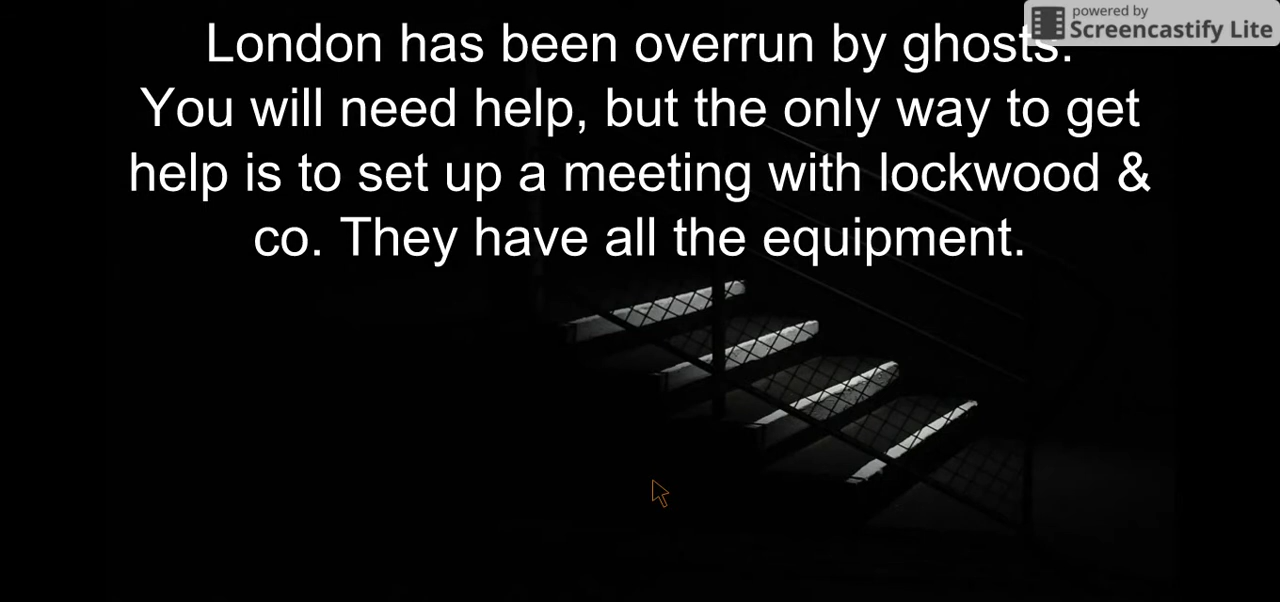 powered by
Screencastify Lite
London has been overrun by ghosts.
You will need help, but the only way to get
help is to set up a meeting with lockwood &
co. They have all the equipment.